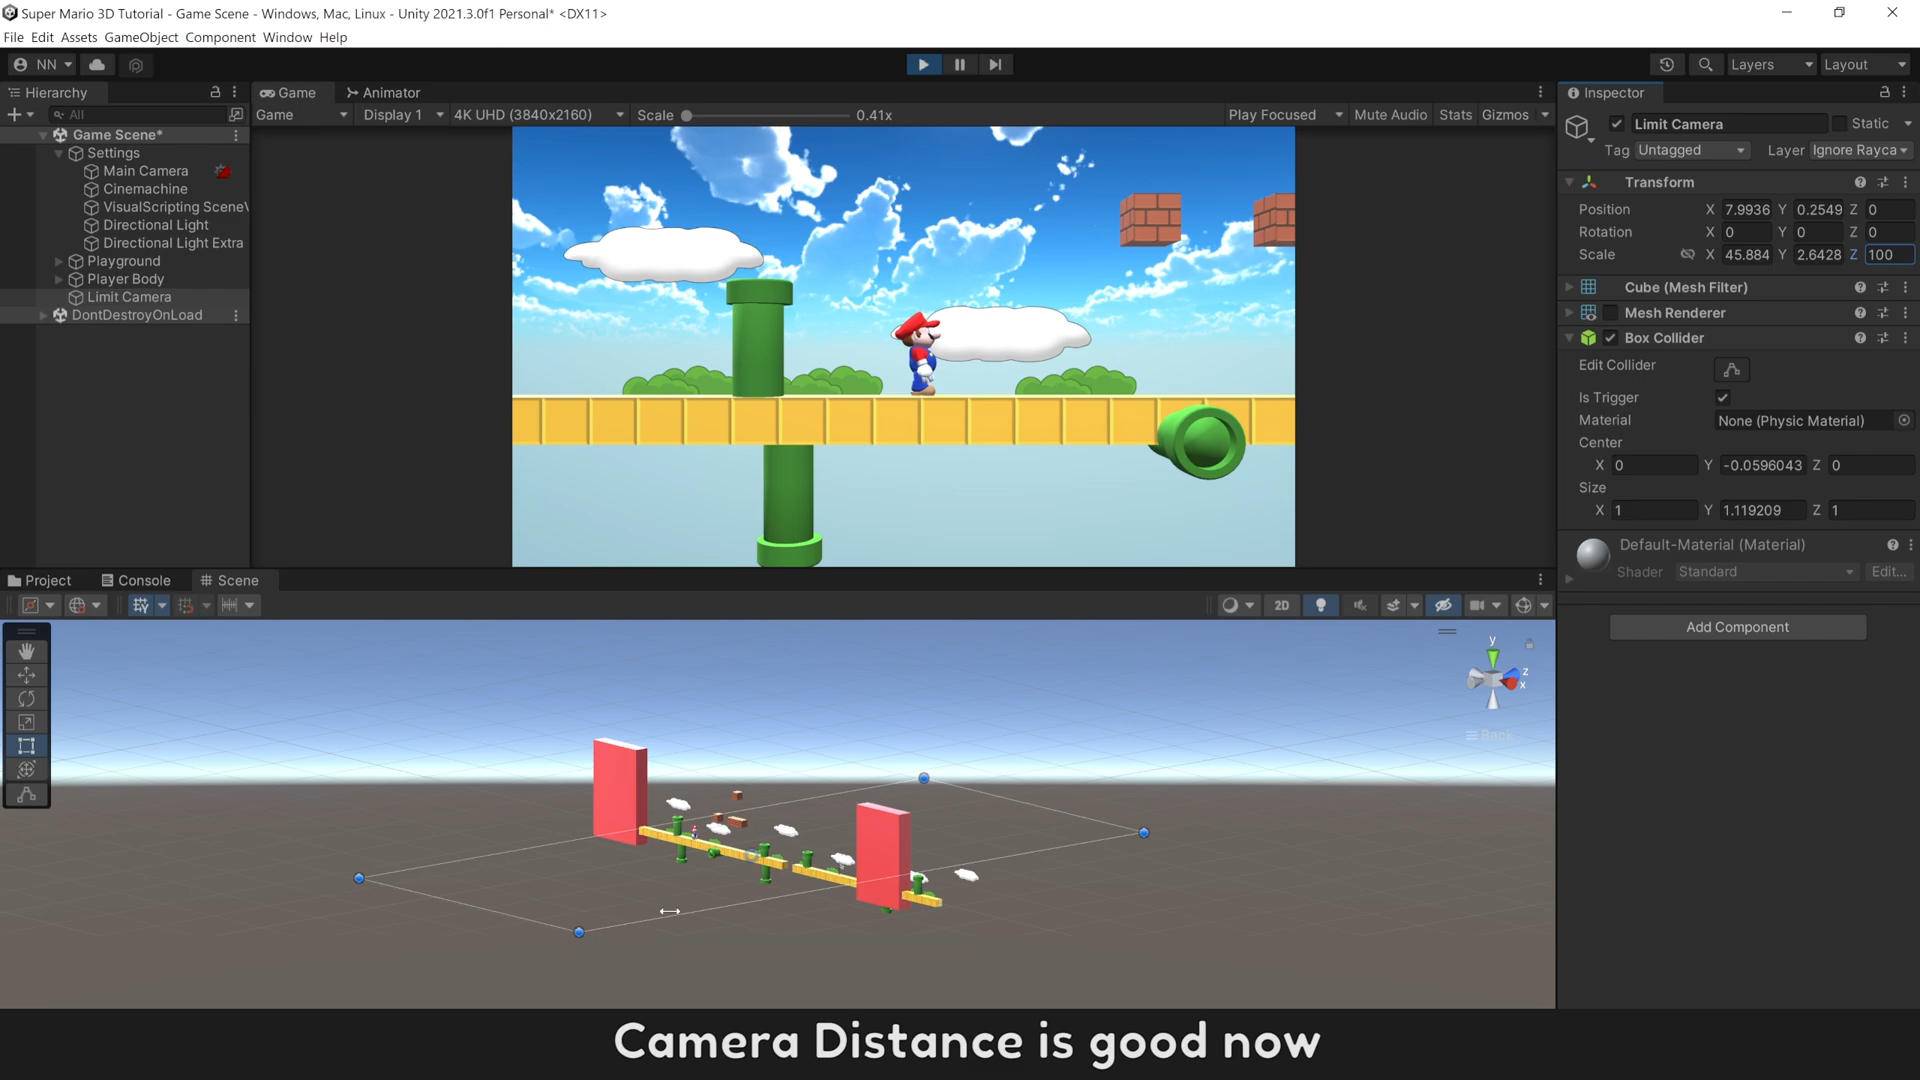 Super Mario 3D Tutorial - Game Scene - Windows, Mac, Linux - Unity 2021.3.0f1 Personal* <DX11>
File Edit Assets GameObject Component Window Help
NN
Layers
Layout
Hierarchy
All
Game Scene*
Settings
Main Camera
Cinemachine
VisualScripting SceneV
Directional Light
Directional Light Extra
Playground
Player Body
Limit Camera
DontDestroyOnLoad
Game Animator
Game Display 1 4K UHD (3840x2160) Scale 0.41x Play Focused Mute Audio Stats Gizmos
Project Console Scene
2D
y
z
x
Back
Inspector
Limit Camera Static
Tag Untagged Layer Ignore Rayca
Transform
Position X 7.9936 Y 0.2549 Z 0
Rotation X 0 Y 0 Z 0
Scale X 45.884 Y 2.6428 Z 100
Cube (Mesh Filter)
Mesh Renderer
Box Collider
Edit Collider
Is Trigger
Material None (Physic Material)
Center
X 0 Y -0.0596043 Z 0
Size
X 1 Y 1.119209 Z 1
Default-Material (Material)
Shader Standard Edit...
Add Component
Camera Distance is good now